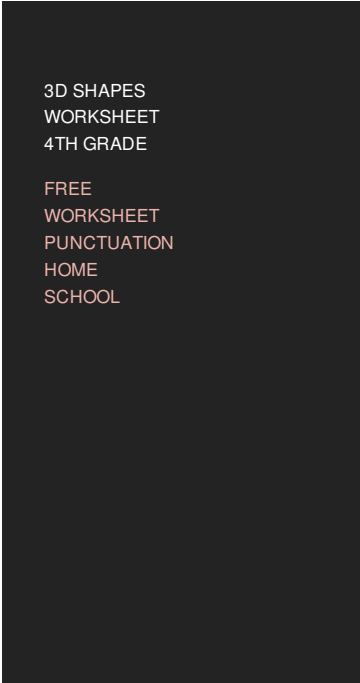 3D SHAPES
WORKSHEET
4TH GRADE
FREE
WORKSHEET
PUNCTUATION
HOME
SCHOOL